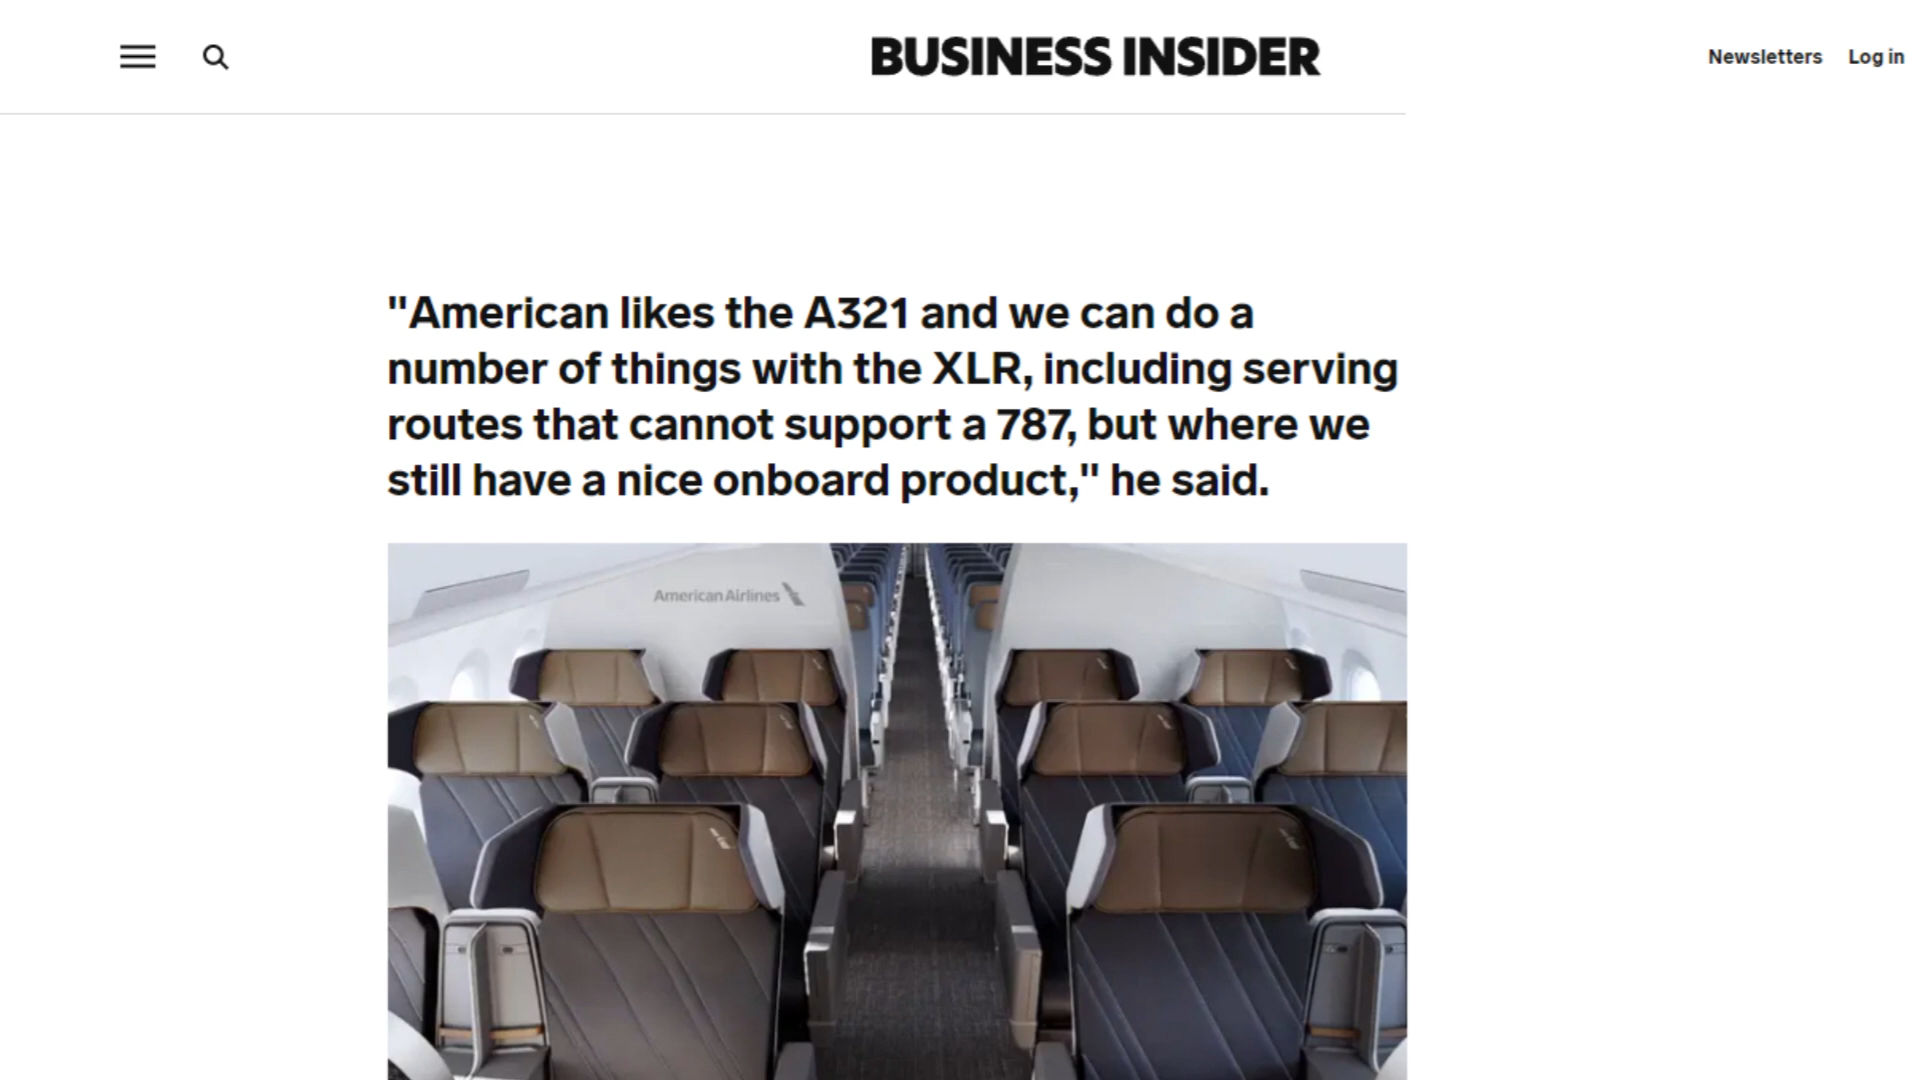 BUSINESS INSIDER
Newsletters Log in
"American likes the A321 and we can do a
number of things with the XLR, including serving
routes that cannot support a 787, but where we
still have a nice onboard product," he said.
American Airlines